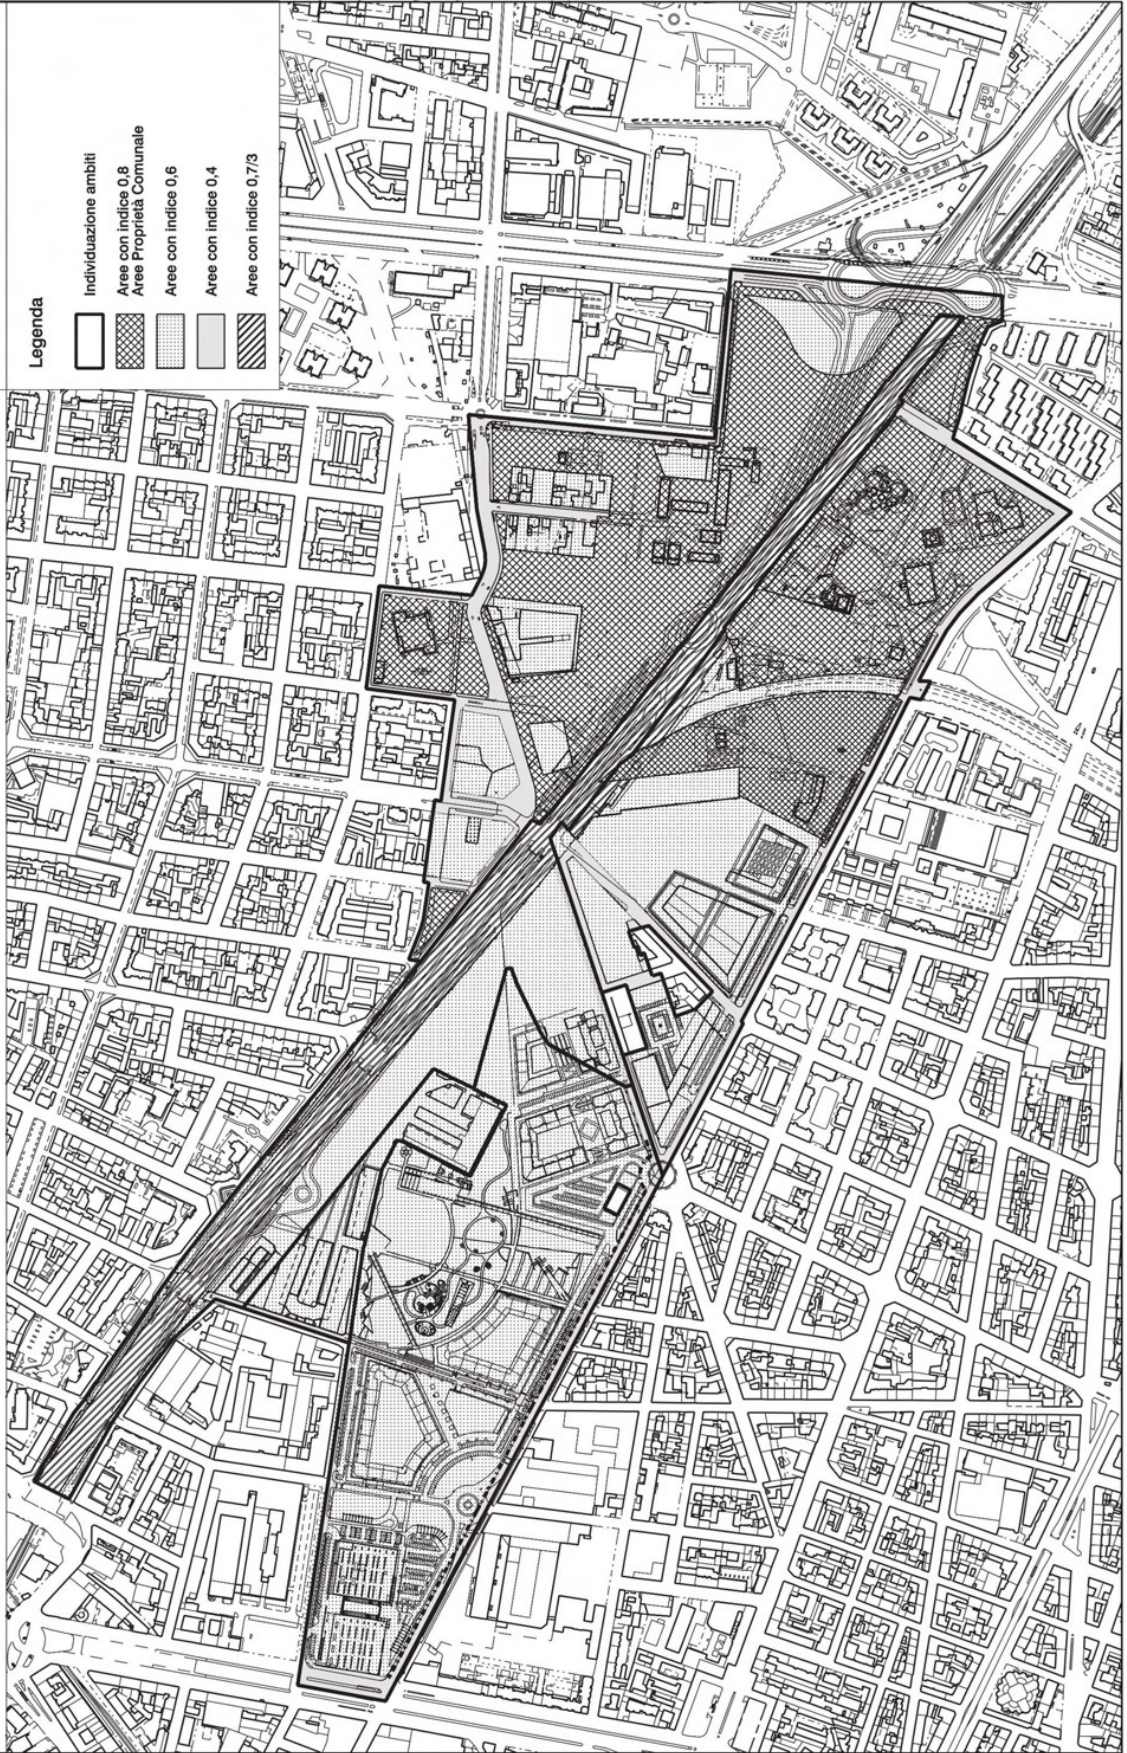 Legenda
Individuazione ambiti
Aree con indice 0,8
Aree Proprietà Comunale
Aree con indice 0,6
Aree con indice 0,4
Aree con indice 0,7/3